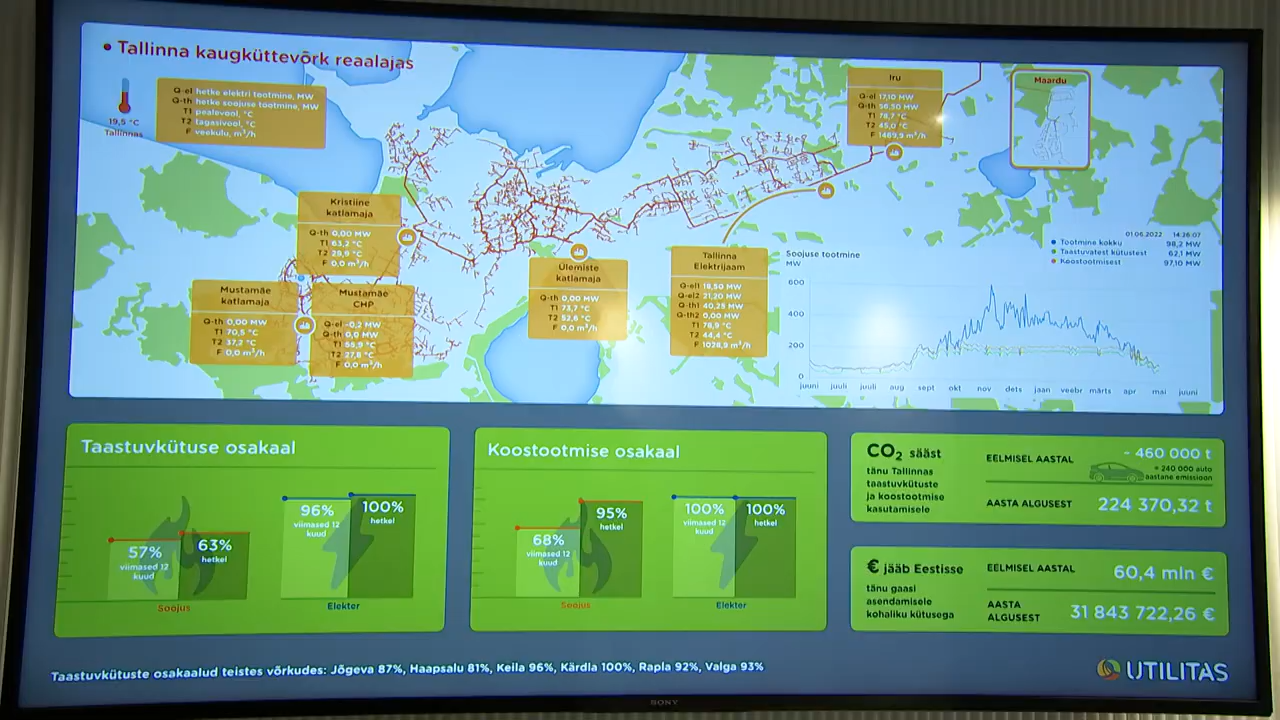 • Tallinna kaugküttevõrk reaalajas
19,5 °C
Tallinnas
Q-el hetke elektri tootmine, MW
Q-th hetke soojuse tootmine, MW
T1 pealevool, °C
T2 tagasivool, °C
F veekulu, m³/h
Iru
Q-el 17,10 MW
Q-th 56,50 MW
T1 78,7 °C
T2 45,0 °C
F 1469,9 m³/h
Maardu
Kristiine
katlamaja
Q-th 0,00 MW
T1 63,2 °C
T2 29,9 °C
F 0,0 m³/h
Mustamäe
katlamaja
Q-th 0,00 MW
T1 70,5 °C
T2 37,2 °C
F 0,0 m³/h
Mustamäe
CHP
Q-el -0,2 MW
Q-th 0,0 MW
T1 55,9 °C
T2 27,8 °C
F 0,0 m³/h
Ülemiste
katlamaja
Q-th 0,00 MW
T1 73,7 °C
T2 52,6 °C
F 0,0 m³/h
Tallinna
Elektrijaam
Q-el1 18,50 MW
Q-el2 21,20 MW
Q-th1 40,25 MW
Q-th2 0,00 MW
T1 78,9 °C
T2 44,4 °C
F 1028,9 m³/h
01.06.2022 14:26:07
Tootmine kokku 98,2 MW
Taastuvatest kütustest 62,1 MW
Koostootmisest 97,10 MW
Soojuse tootmine
MW
600
400
200
0
juuni juuli juuli aug sept okt nov dets jaan veebr märts apr mai juuni
Taastuvkütuse osakaal
57%
viimased 12
kuud
63%
hetkel
Soojus
96%
viimased 12
kuud
100%
hetkel
Elekter
Koostootmise osakaal
68%
viimased 12
kuud
95%
hetkel
Soojus
100%
viimased 12
kuud
100%
hetkel
Elekter
CO₂ sääst
tänu Tallinnas
taastuvkütuste
ja koostootmise
kasutamisele
EELMISEL AASTAL
~ 460 000 t
= 240 000 auto
aastane emissioon
AASTA ALGUSEST
224 370,32 t
€ jääb Eestisse
tänu gaasi
asendamisele
kohaliku kütusega
EELMISEL AASTAL
60,4 mln €
AASTA
ALGUSEST
31 843 722,26 €
Taastuvkütuste osakaalud teistes võrkudes: Jõgeva 87%, Haapsalu 81%, Keila 96%, Kärdla 100%, Rapla 92%, Valga 93%
UTILITAS
SONY